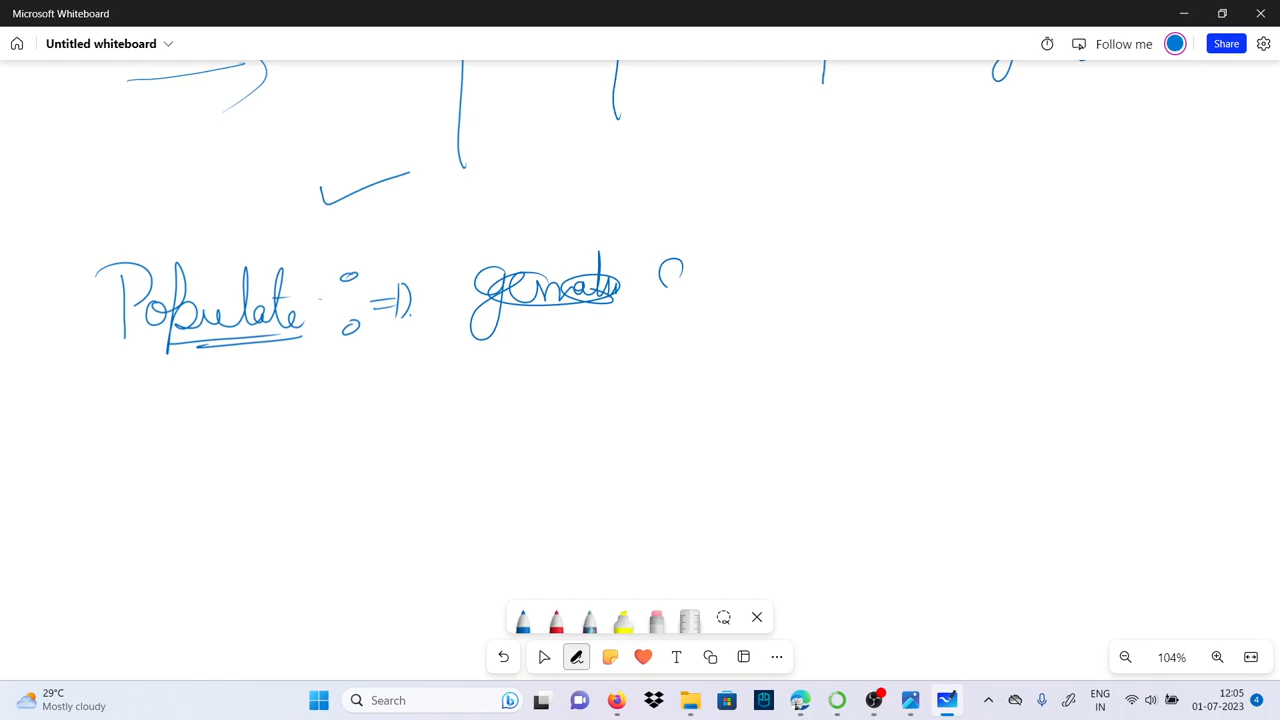 Microsoft Whiteboard
Untitled whiteboard
Follow me
Share
Populate :
104%
29°C
Mostly cloudy
Search
ENG
IN
12:05
01-07-2023
4